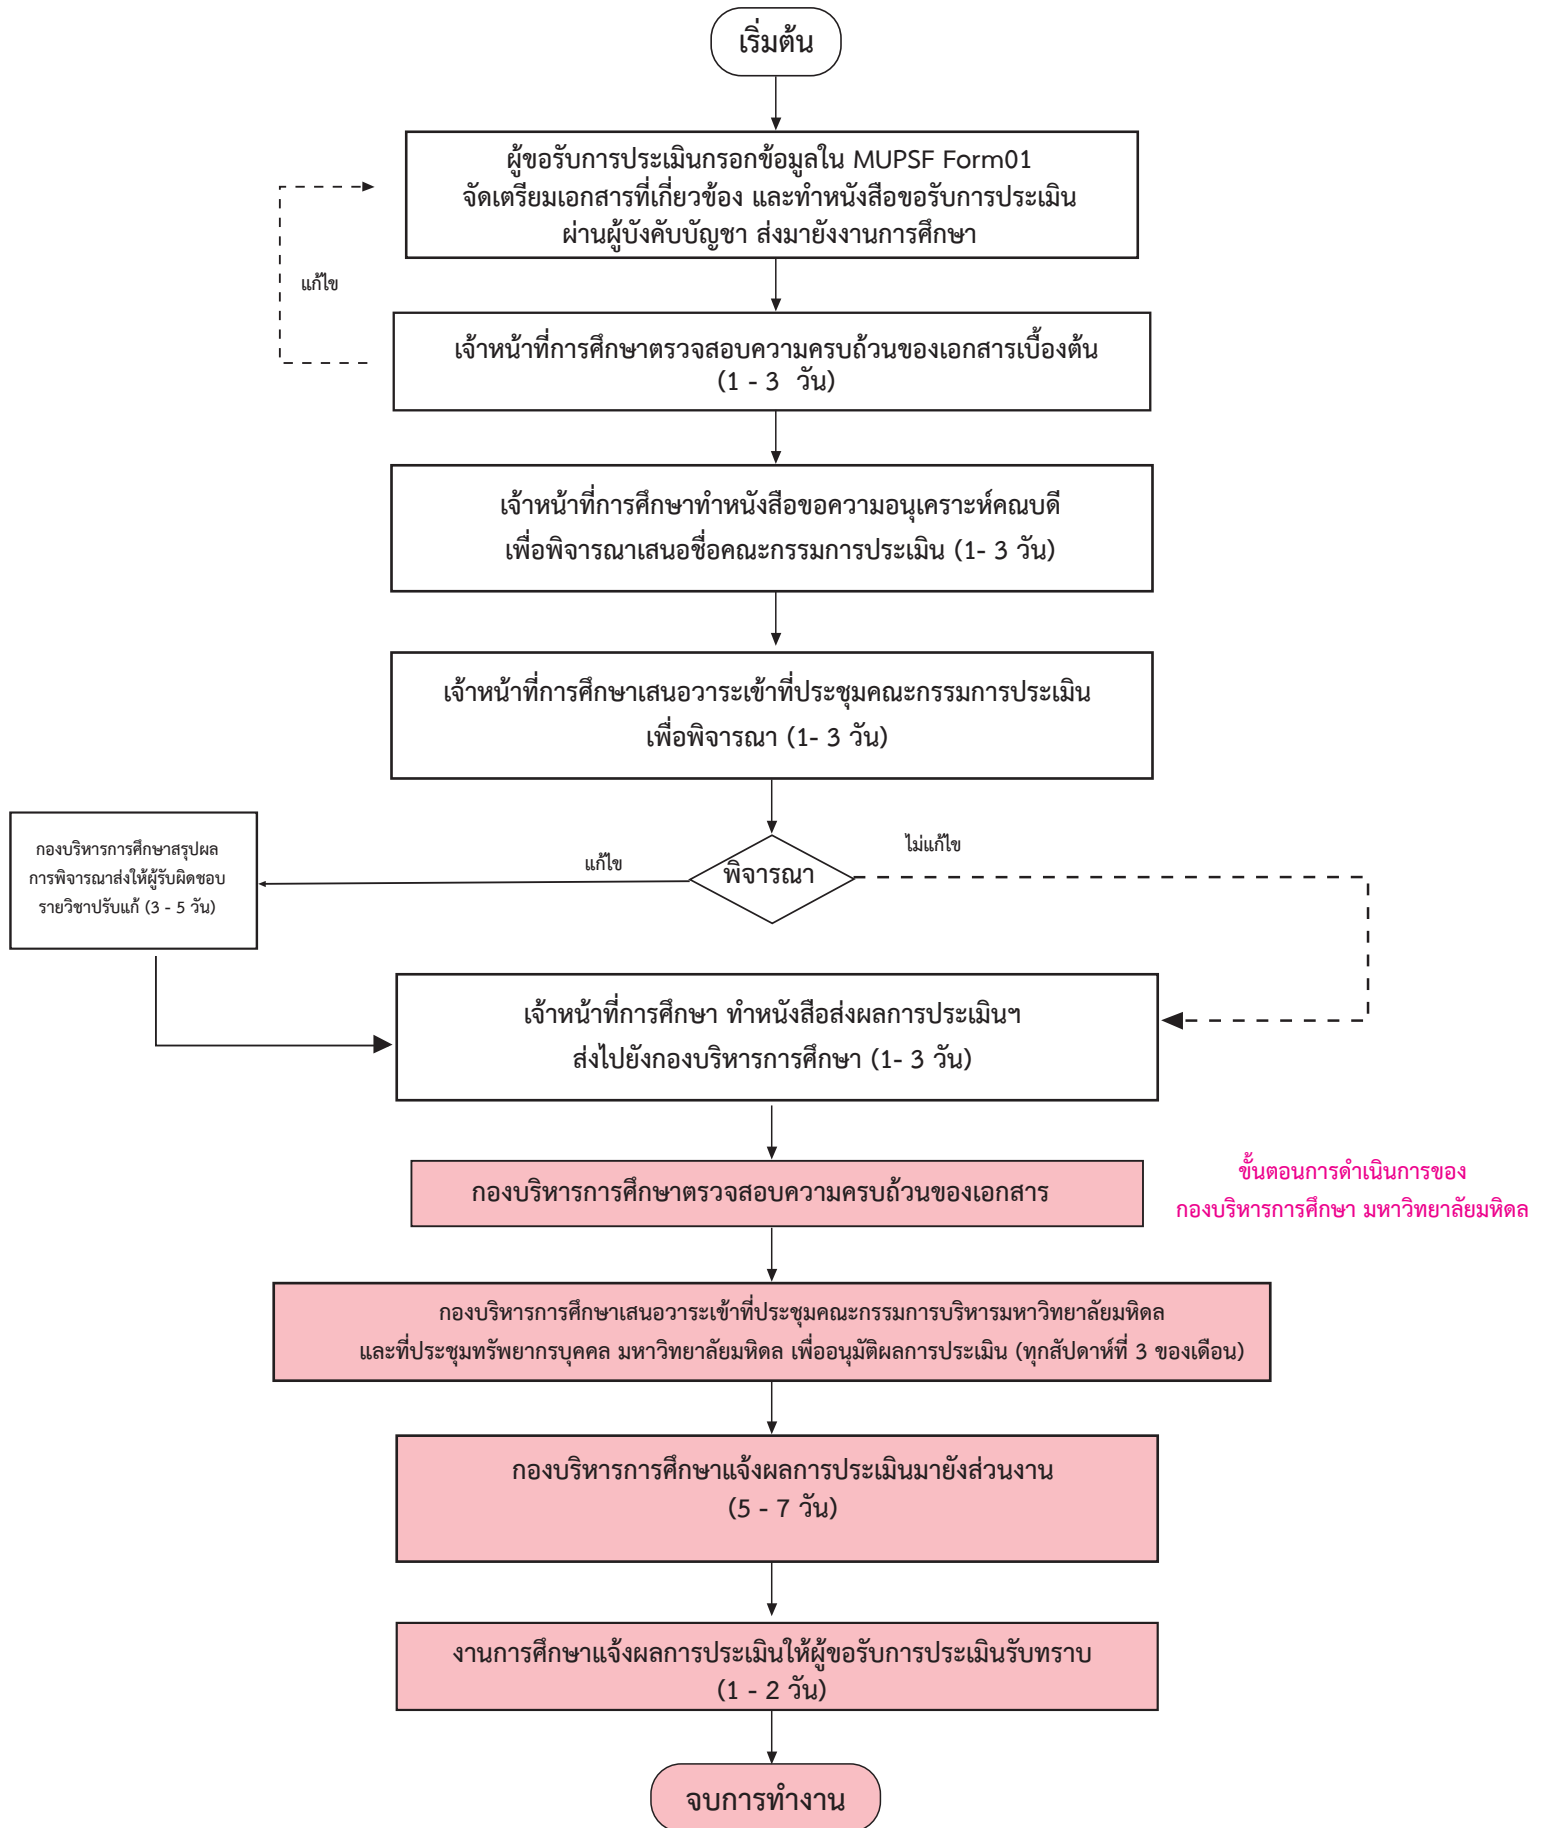 เริ่มต้น
ผู้ขอรับการประเมินกรอกข้อมูลใน MUPSF Form01
จัดเตรียมเอกสารที่เกี่ยวข้อง และทำหนังสือขอรับการประเมิน
ผ่านผู้บังคับบัญชา ส่งมายังงานการศึกษา
แก้ไข
เจ้าหน้าที่การศึกษาตรวจสอบความครบถ้วนของเอกสารเบื้องต้น
(1 - 3 วัน)
เจ้าหน้าที่การศึกษาทำหนังสือขอความอนุเคราะห์คณบดี
เพื่อพิจารณาเสนอชื่อคณะกรรมการประเมิน (1- 3 วัน)
เจ้าหน้าที่การศึกษาเสนอวาระเข้าที่ประชุมคณะกรรมการประเมิน
เพื่อพิจารณา (1- 3 วัน)
พิจารณา
แก้ไข
ไม่แก้ไข
กองบริหารการศึกษาสรุปผล
การพิจารณาส่งให้ผู้รับผิดชอบ
รายวิชาปรับแก้ (3 - 5 วัน)
เจ้าหน้าที่การศึกษา ทำหนังสือส่งผลการประเมินฯ
ส่งไปยังกองบริหารการศึกษา (1- 3 วัน)
กองบริหารการศึกษาตรวจสอบความครบถ้วนของเอกสาร
ขั้นตอนการดำเนินการของ
กองบริหารการศึกษา มหาวิทยาลัยมหิดล
กองบริหารการศึกษาเสนอวาระเข้าที่ประชุมคณะกรรมการบริหารมหาวิทยาลัยมหิดล
และที่ประชุมทรัพยากรบุคคล มหาวิทยาลัยมหิดล เพื่ออนุมัติผลการประเมิน (ทุกสัปดาห์ที่ 3 ของเดือน)
กองบริหารการศึกษาแจ้งผลการประเมินมายังส่วนงาน
(5 - 7 วัน)
งานการศึกษาแจ้งผลการประเมินให้ผู้ขอรับการประเมินรับทราบ
(1 - 2 วัน)
จบการทำงาน